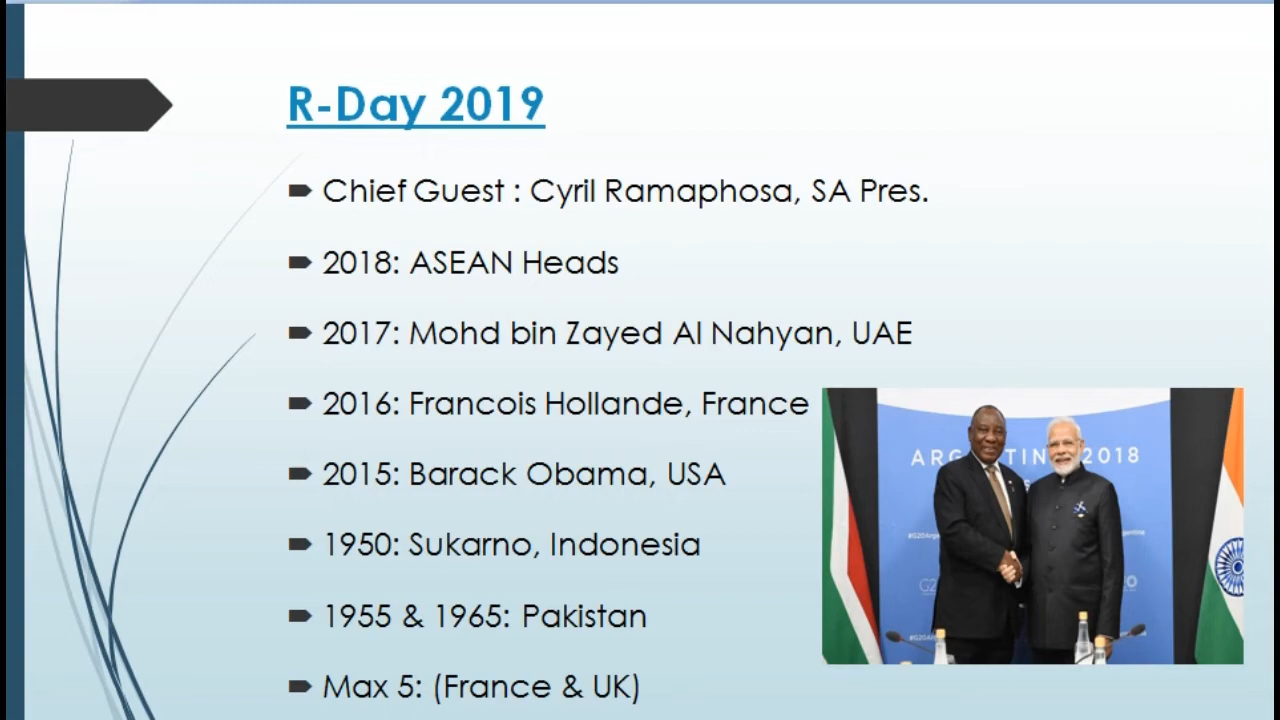 R-Day 2019
Chief Guest : Cyril Ramaphosa, SA Pres.
2018: ASEAN Heads
2017: Mohd bin Zayed Al Nahyan, UAE
2016: Francois Hollande, France
2015: Barack Obama, USA
1950: Sukarno, Indonesia
1955 & 1965: Pakistan
Max 5: (France & UK)
2018